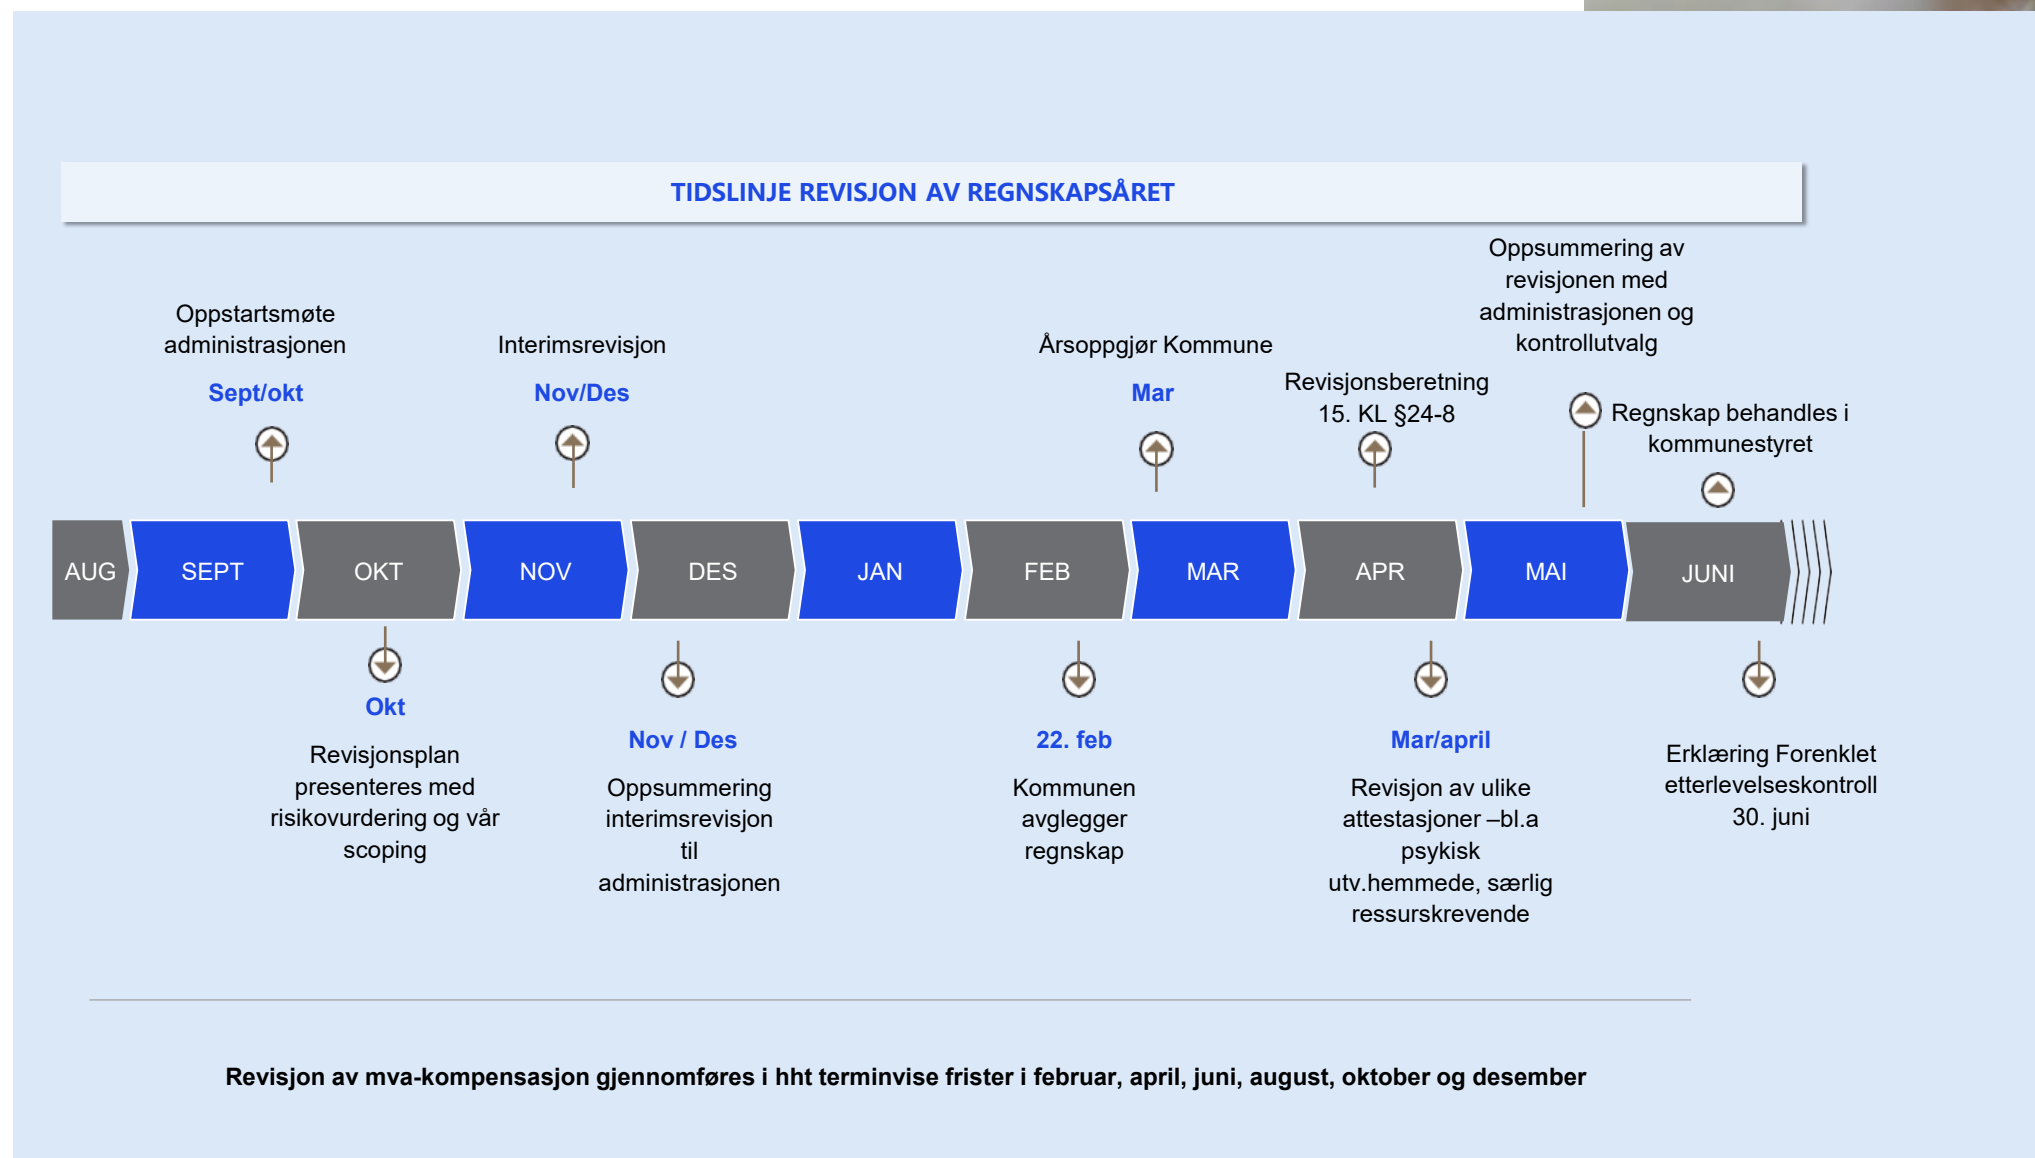 TIDSLINJE REVISJON AV REGNSKAPSÅRET
Oppstartsmøte
administrasjonen
Sept/okt
Interimsrevisjon
Nov/Des
Årsoppgjør Kommune
Mar
Revisjonsberetning
15. KL §24-8
Oppsummering av
revisjonen med
administrasjonen og
kontrollutvalg
Regnskap behandles i
kommunestyret
AUG
SEPT
OKT
NOV
DES
JAN
FEB
MAR
APR
MAI
JUNI
Okt
Revisjonsplan
presenteres med
risikovurdering og vår
scoping
Nov / Des
Oppsummering
interimsrevisjon
til
administrasjonen
22. feb
Kommunen
avglegger
regnskap
Mar/april
Revisjon av ulike
attestasjoner –bl.a
psykisk
utv.hemmede, særlig
ressurskrevende
Erklæring Forenklet
etterlevelseskontroll
30. juni
Revisjon av mva-kompensasjon gjennomføres i hht terminvise frister i februar, april, juni, august, oktober og desember